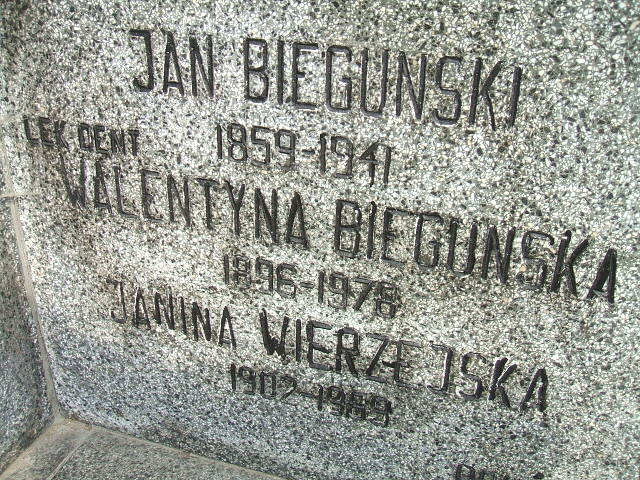 JAN BIEGUNSKI
1859-1941
LEK DENT
WALENTYNA BIEGUNSKA
1896-1978
JANINA WIERZEJSKA
1902-1989